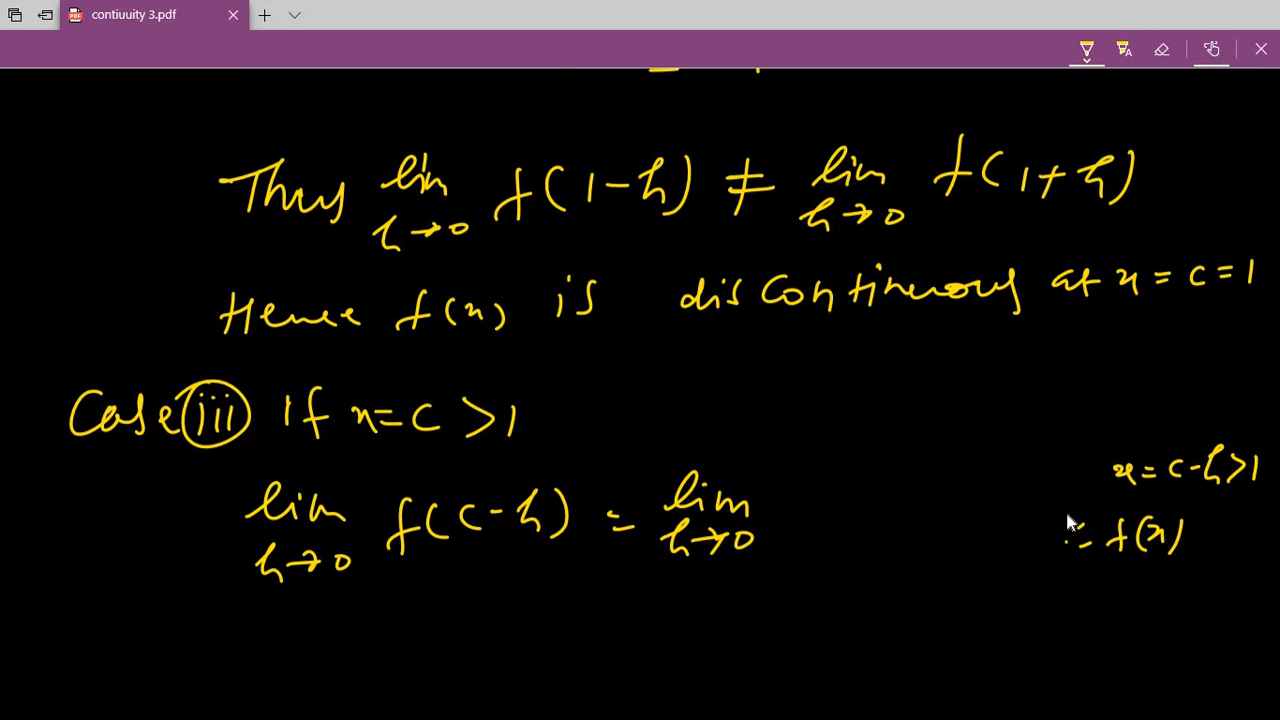 contiuuity 3.pdf
Thus lim h→0 f(1-h) ≠ lim h→0 f(1+h)
Hence f(x) is discontinuous at x = c = 1
Case (iii) If x = c > 1
x = c-h > 1
lim h→0 f(c-h) = lim h→0
∴ f(x)